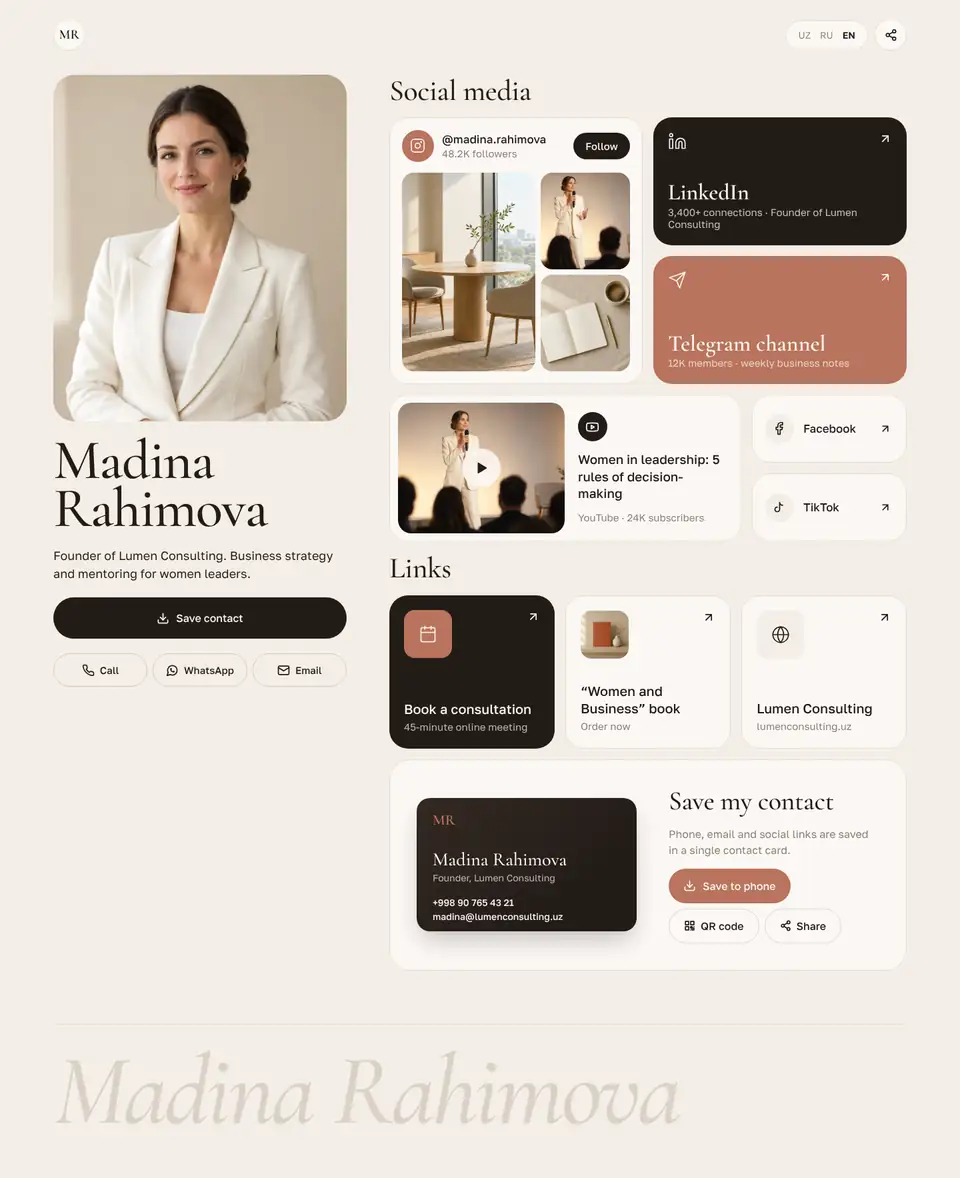 MR
UZ RU EN
Madina
Rahimova
Founder of Lumen Consulting. Business strategy
and mentoring for women leaders.
Save contact
Call
WhatsApp
Email
Social media
@madina.rahimova
48.2K followers
Follow
LinkedIn
3,400+ connections · Founder of Lumen
Consulting
Telegram channel
12K members · weekly business notes
Women in leadership: 5
rules of decision-
making
YouTube · 24K subscribers
Facebook
TikTok
Links
Book a consultation
45-minute online meeting
“Women and
Business” book
Order now
Lumen Consulting
lumenconsulting.uz
MR
Madina Rahimova
Founder, Lumen Consulting
+998 90 765 43 21
madina@lumenconsulting.uz
Save my contact
Phone, email and social links are saved
in a single contact card.
Save to phone
QR code
Share
Madina Rahimova